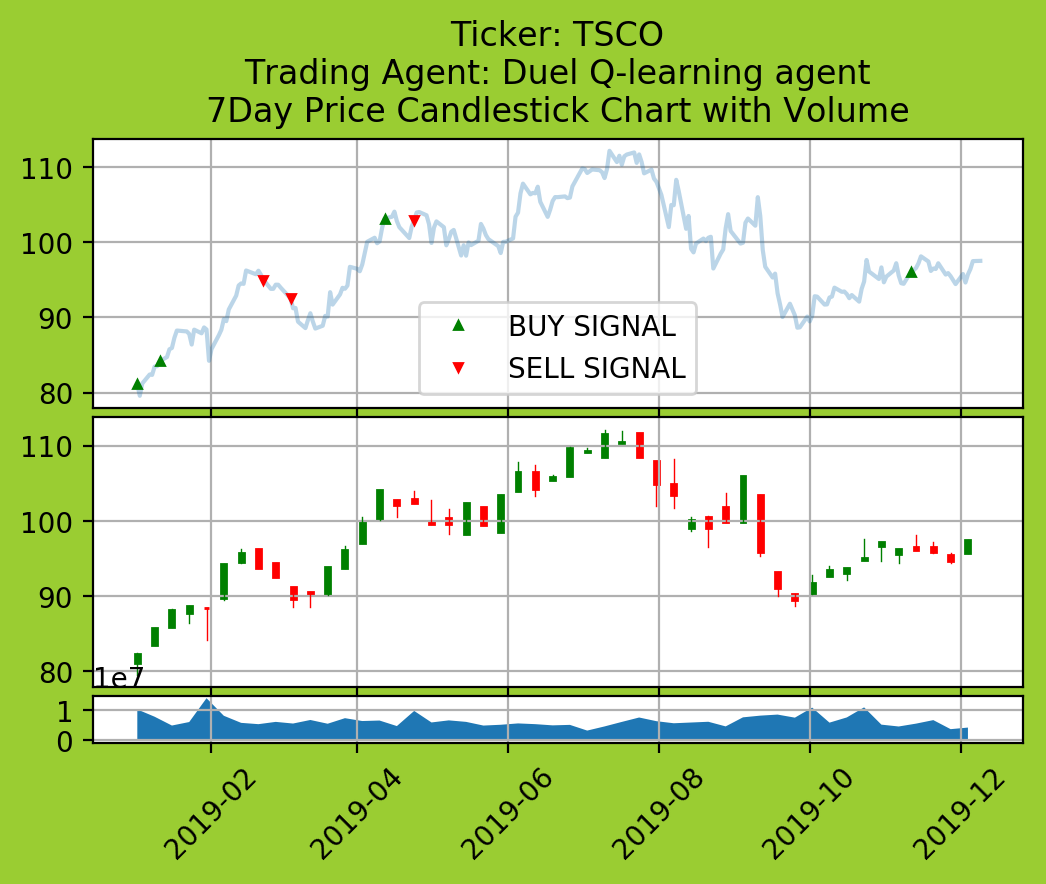 Ticker: TSCO
Trading Agent: Duel Q-learning agent
7Day Price Candlestick Chart with Volume
110
100
90
80
BUY SIGNAL
SELL SIGNAL
110
100
90
80
1e7
1
0
2019-02
2019-04
2019-06
2019-08
2019-10
2019-12